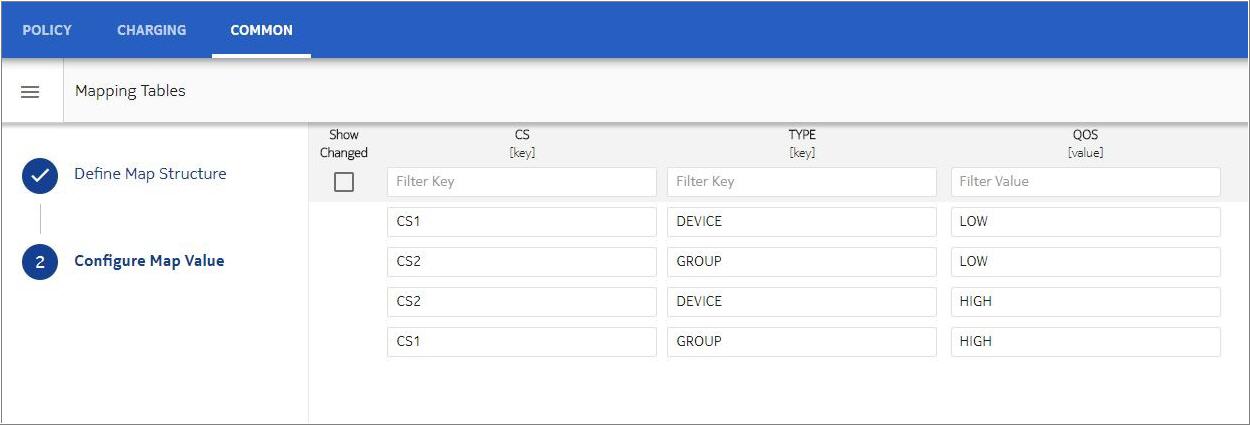 POLICY CHARGING COMMON
Mapping Tables
Define Map Structure
2 Configure Map Value
Show Changed
CS [key]
TYPE [key]
QOS [value]
Filter Key Filter Key Filter Value
CS1 DEVICE LOW
CS2 GROUP LOW
CS2 DEVICE HIGH
CS1 GROUP HIGH